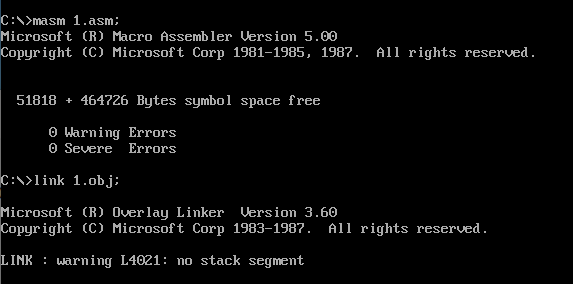 C:\>masm 1.asm;
Microsoft (R) Macro Assembler Version 5.00
Copyright (C) Microsoft Corp 1981-1985, 1987.  All rights reserved.
51818 + 464726 Bytes symbol space free
0 Warning Errors
0 Severe  Errors
C:\>link 1.obj;
Microsoft (R) Overlay Linker  Version 3.60
Copyright (C) Microsoft Corp 1983-1987.  All rights reserved.
LINK : warning L4021: no stack segment